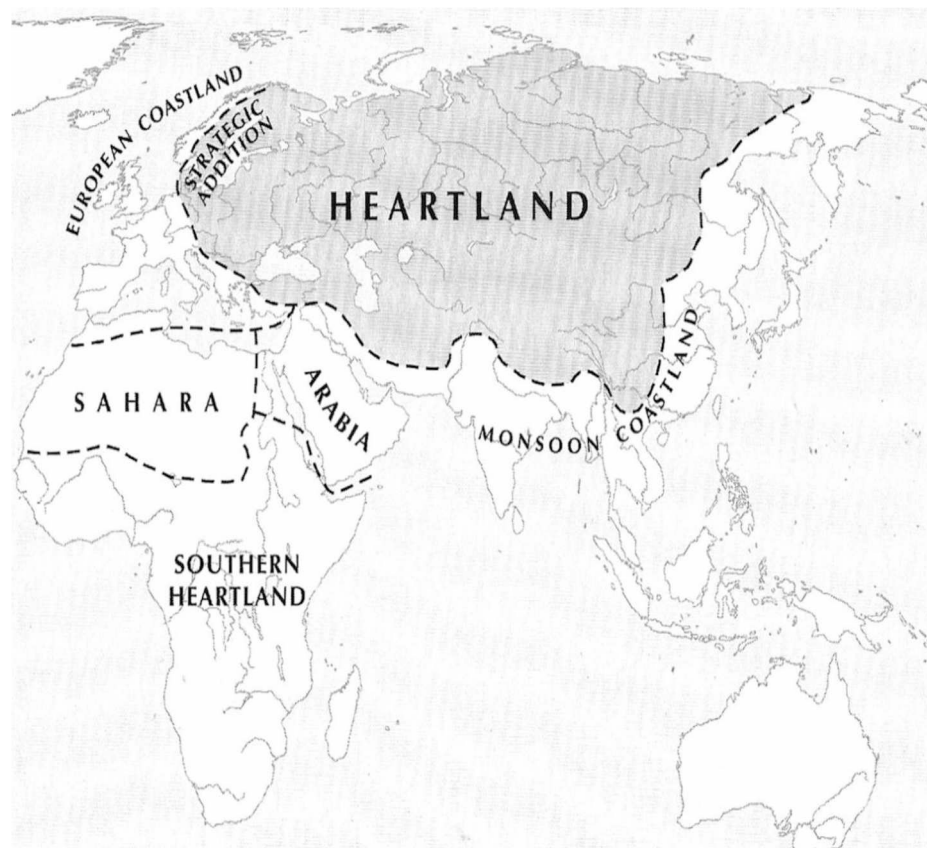 EUROPEAN COASTLAND
STRATEGIC
ADDITION
HEARTLAND
SAHARA
ARABIA
MONSOON COASTLAND
SOUTHERN
HEARTLAND